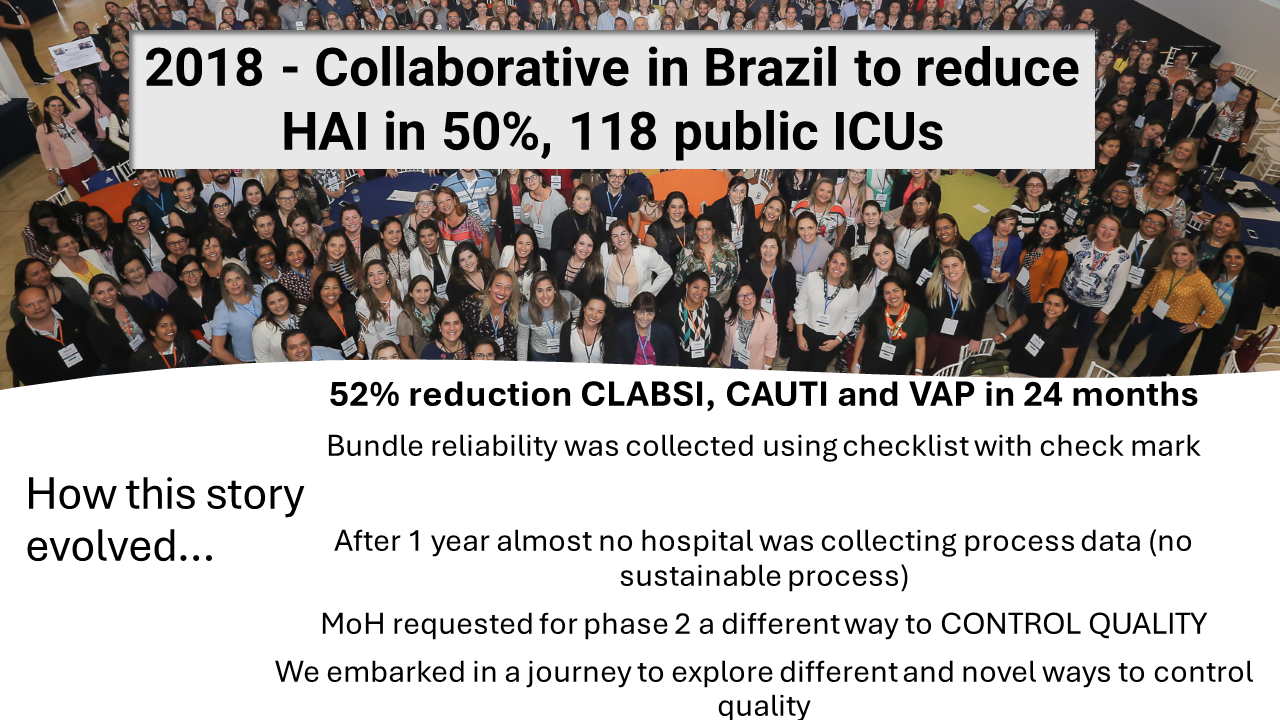 2018 - Collaborative in Brazil to reduce
HAI in 50%, 118 public ICUs
52% reduction CLABSI, CAUTI and VAP in 24 months
Bundle reliability was collected using checklist with check mark
How this story
evolved...
After 1 year almost no hospital was collecting process data (no
sustainable process)
MoH requested for phase 2 a different way to CONTROL QUALITY
We embarked in a journey to explore different and novel ways to control
quality